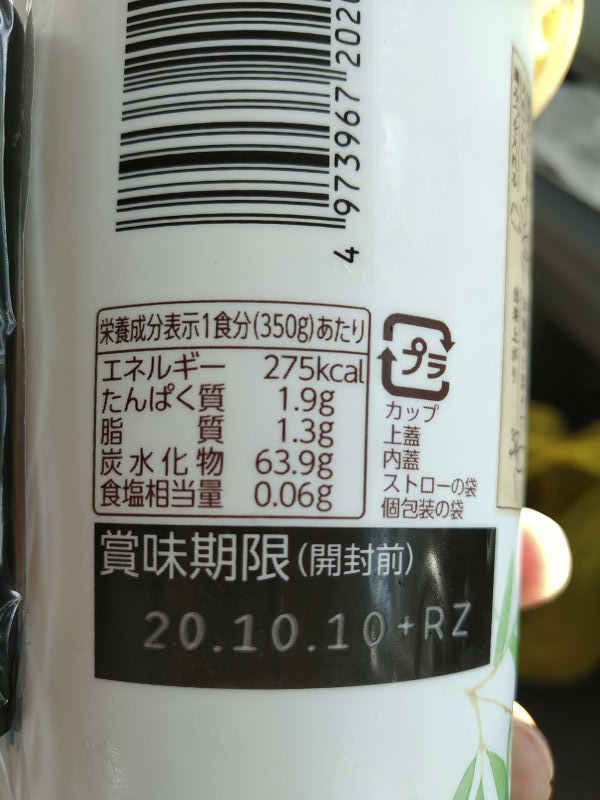 4 973967 2020
栄養成分表示1食分(350g)あたり
エネルギー 275kcal
たんぱく質 1.9g
脂質 1.3g
炭水化物 63.9g
食塩相当量 0.06g
プラ
カップ
上蓋
内蓋
ストローの袋
個包装の袋
賞味期限(開封前)
20.10.10+RZ